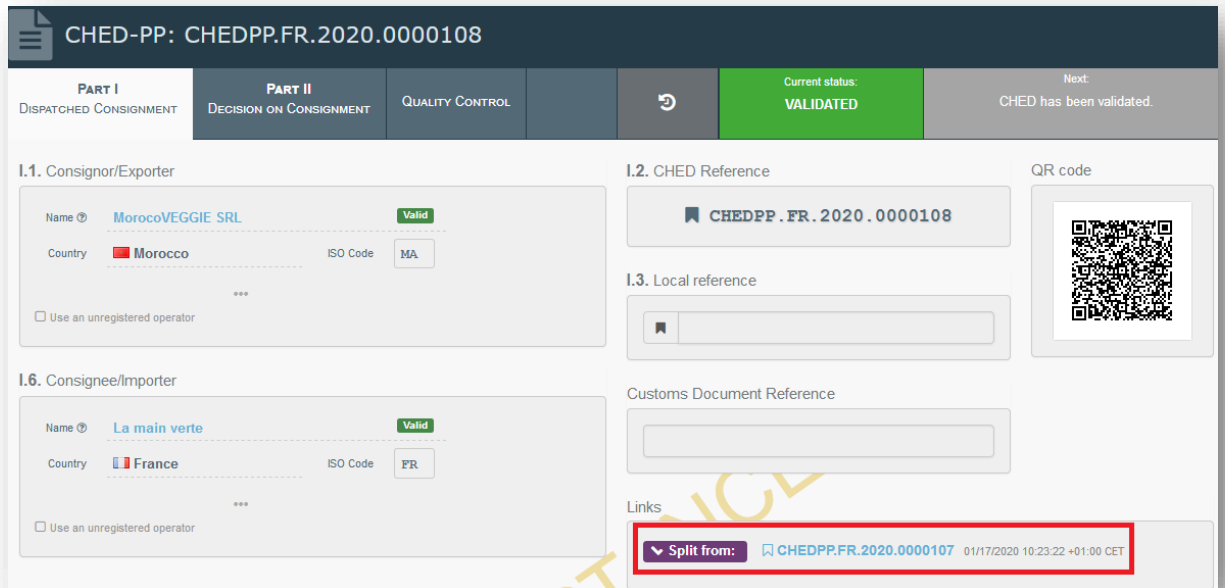 CHED-PP: CHEDPP.FR.2020.0000108
PART I
DISPATCHED CONSIGNMENT
PART II
DECISION ON CONSIGNMENT
QUALITY CONTROL
Current status:
VALIDATED
Next:
CHED has been validated.
I.1. Consignor/Exporter
Name MorocoVEGGIE SRL Valid
Country Morocco ISO Code MA
Use an unregistered operator
I.2. CHED Reference
CHEDPP.FR.2020.0000108
QR code
I.3. Local reference
I.6. Consignee/Importer
Name La main verte Valid
Country France ISO Code FR
Use an unregistered operator
Customs Document Reference
Links
Split from: CHEDPP.FR.2020.0000107 01/17/2020 10:23:22 +01:00 CET